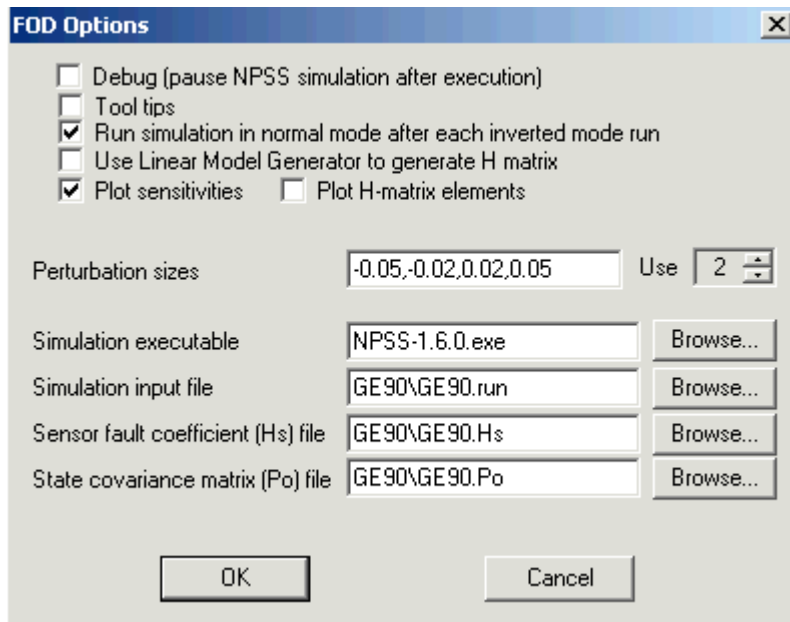 FOD Options
Debug (pause NPSS simulation after execution)
Tool tips
Run simulation in normal mode after each inverted mode run
Use Linear Model Generator to generate H matrix
Plot sensitivities Plot H-matrix elements
Perturbation sizes -0.05,-0.02,0.02,0.05 Use 2
Simulation executable NPSS-1.6.0.exe Browse...
Simulation input file GE90\GE90.run Browse...
Sensor fault coefficient (Hs) file GE90\GE90.Hs Browse...
State covariance matrix (Po) file GE90\GE90.Po Browse...
OK Cancel